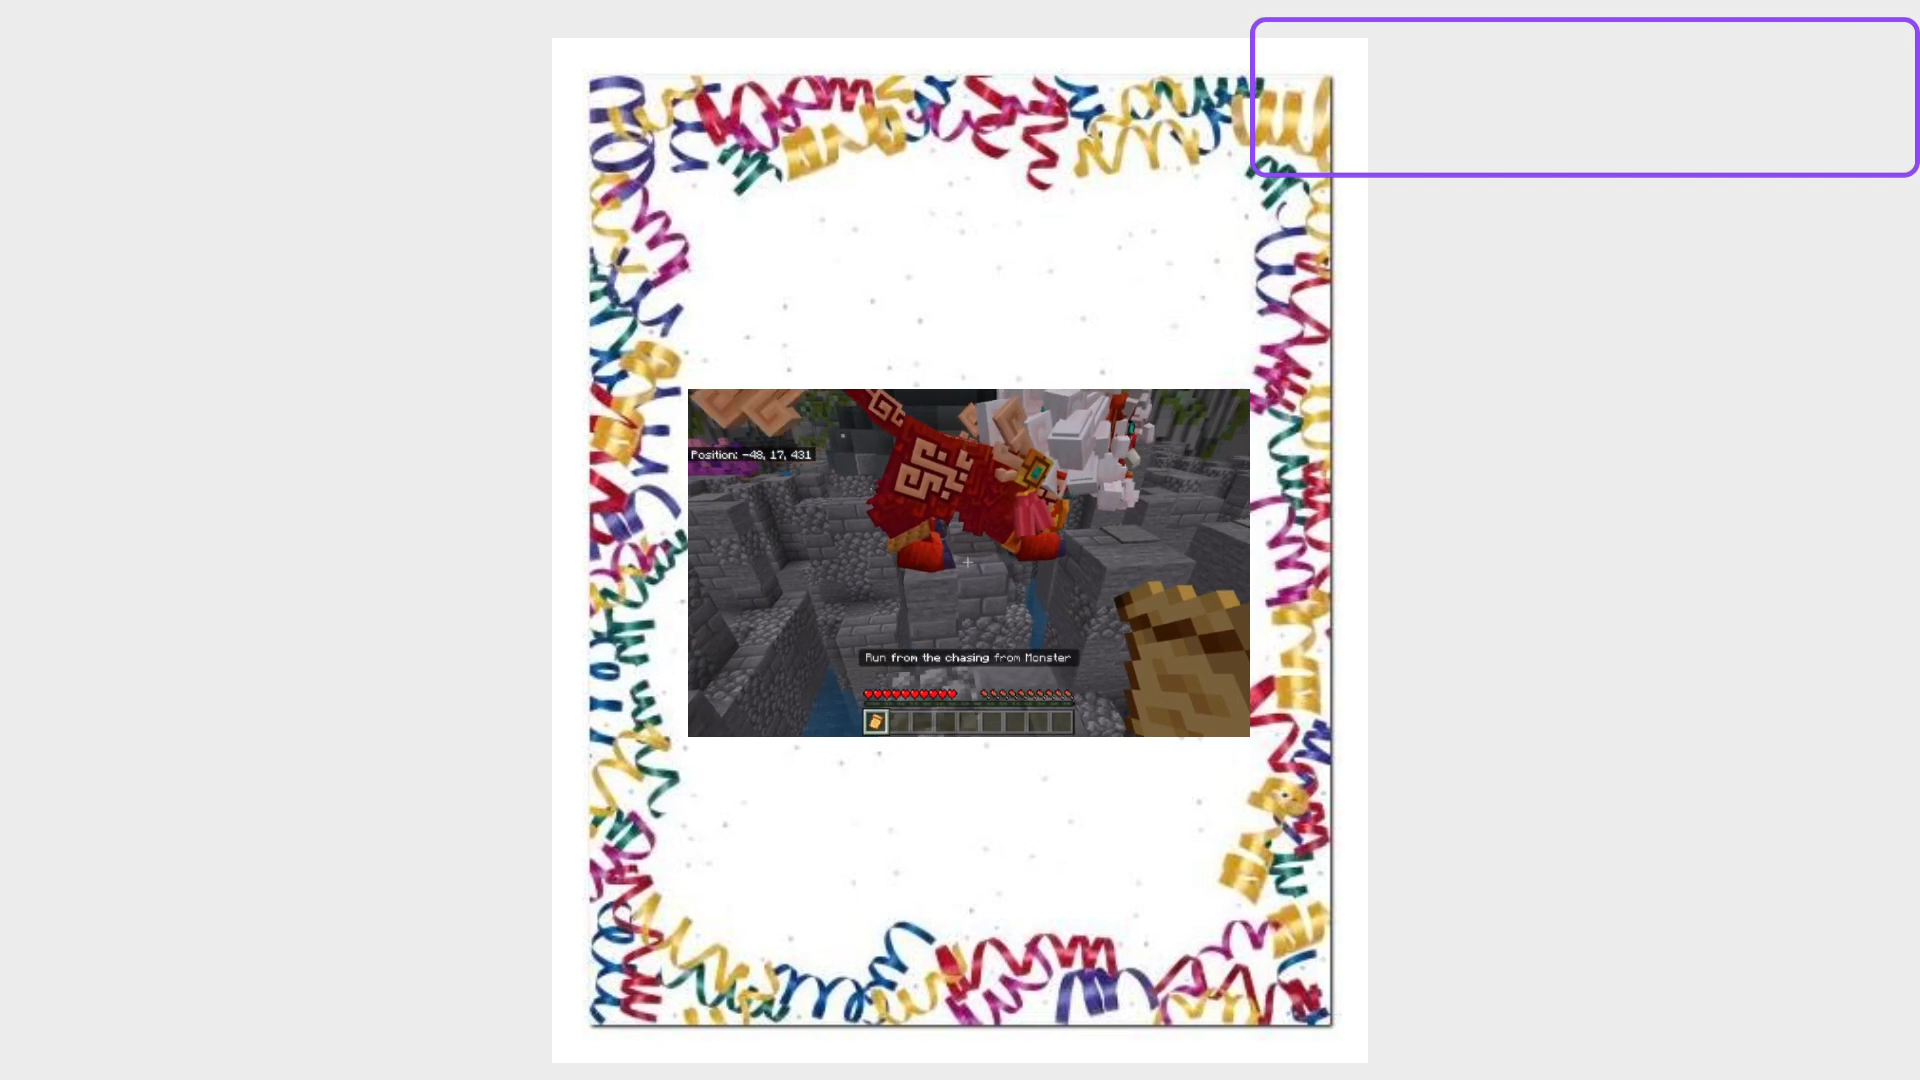 Position: -48, 17, 431
Run from the chasing from Monster